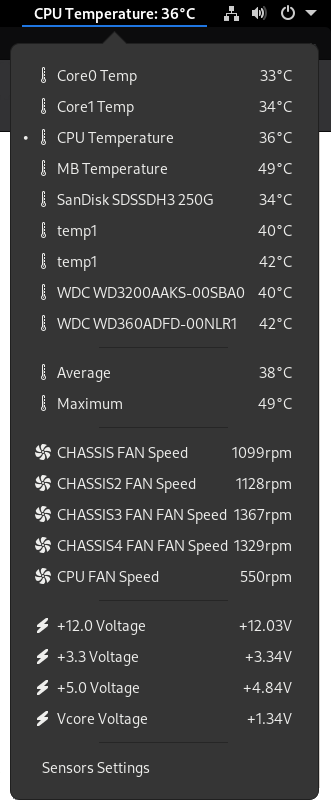 CPU Temperature: 36°C
Core0 Temp 33°C
Core1 Temp 34°C
• CPU Temperature 36°C
MB Temperature 49°C
SanDisk SDSSDH3 250G 34°C
temp1 40°C
temp1 42°C
WDC WD3200AAKS-00SBA0 40°C
WDC WD360ADFD-00NLR1 42°C
Average 38°C
Maximum 49°C
CHASSIS FAN Speed 1099rpm
CHASSIS2 FAN Speed 1128rpm
CHASSIS3 FAN FAN Speed 1367rpm
CHASSIS4 FAN FAN Speed 1329rpm
CPU FAN Speed 550rpm
+12.0 Voltage +12.03V
+3.3 Voltage +3.34V
+5.0 Voltage +4.84V
Vcore Voltage +1.34V
Sensors Settings